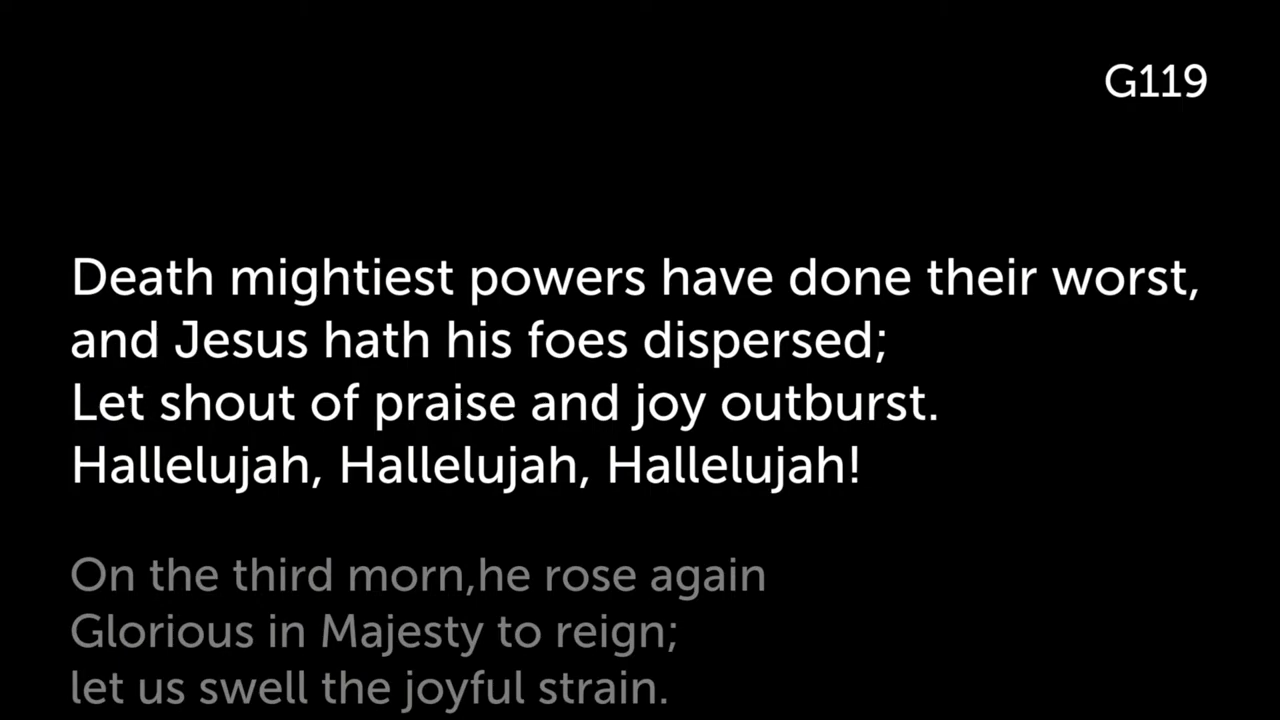 G119
Death mightiest powers have done their worst,
and Jesus hath his foes dispersed;
Let shout of praise and joy outburst.
Hallelujah, Hallelujah, Hallelujah!
On the third morn,he rose again
Glorious in Majesty to reign;
let us swell the joyful strain.